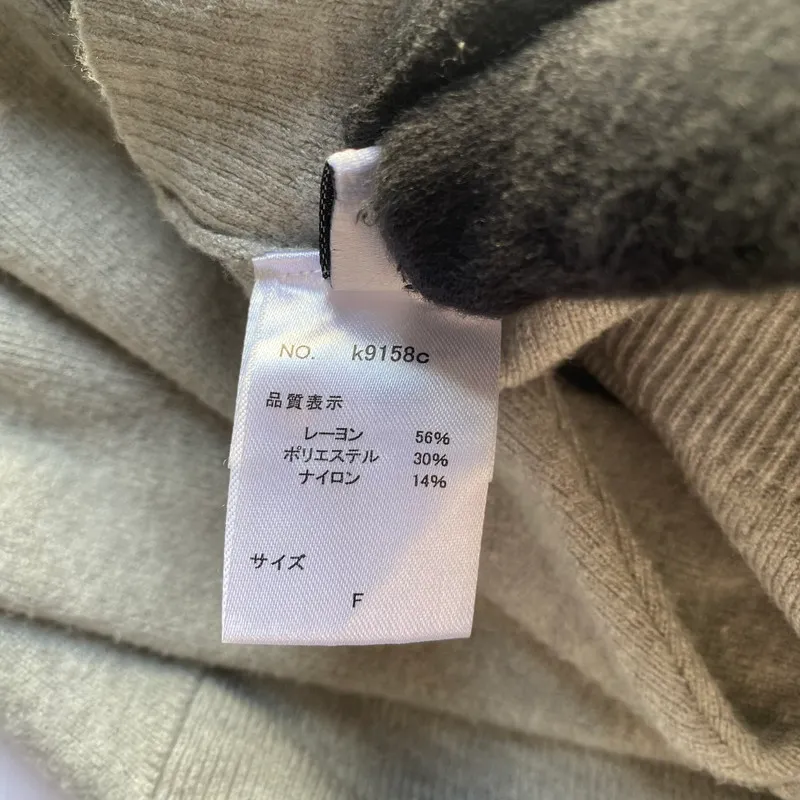 NO. k9158c
品質表示
レーヨン 56%
ポリエステル 30%
ナイロン 14%
サイズ
F